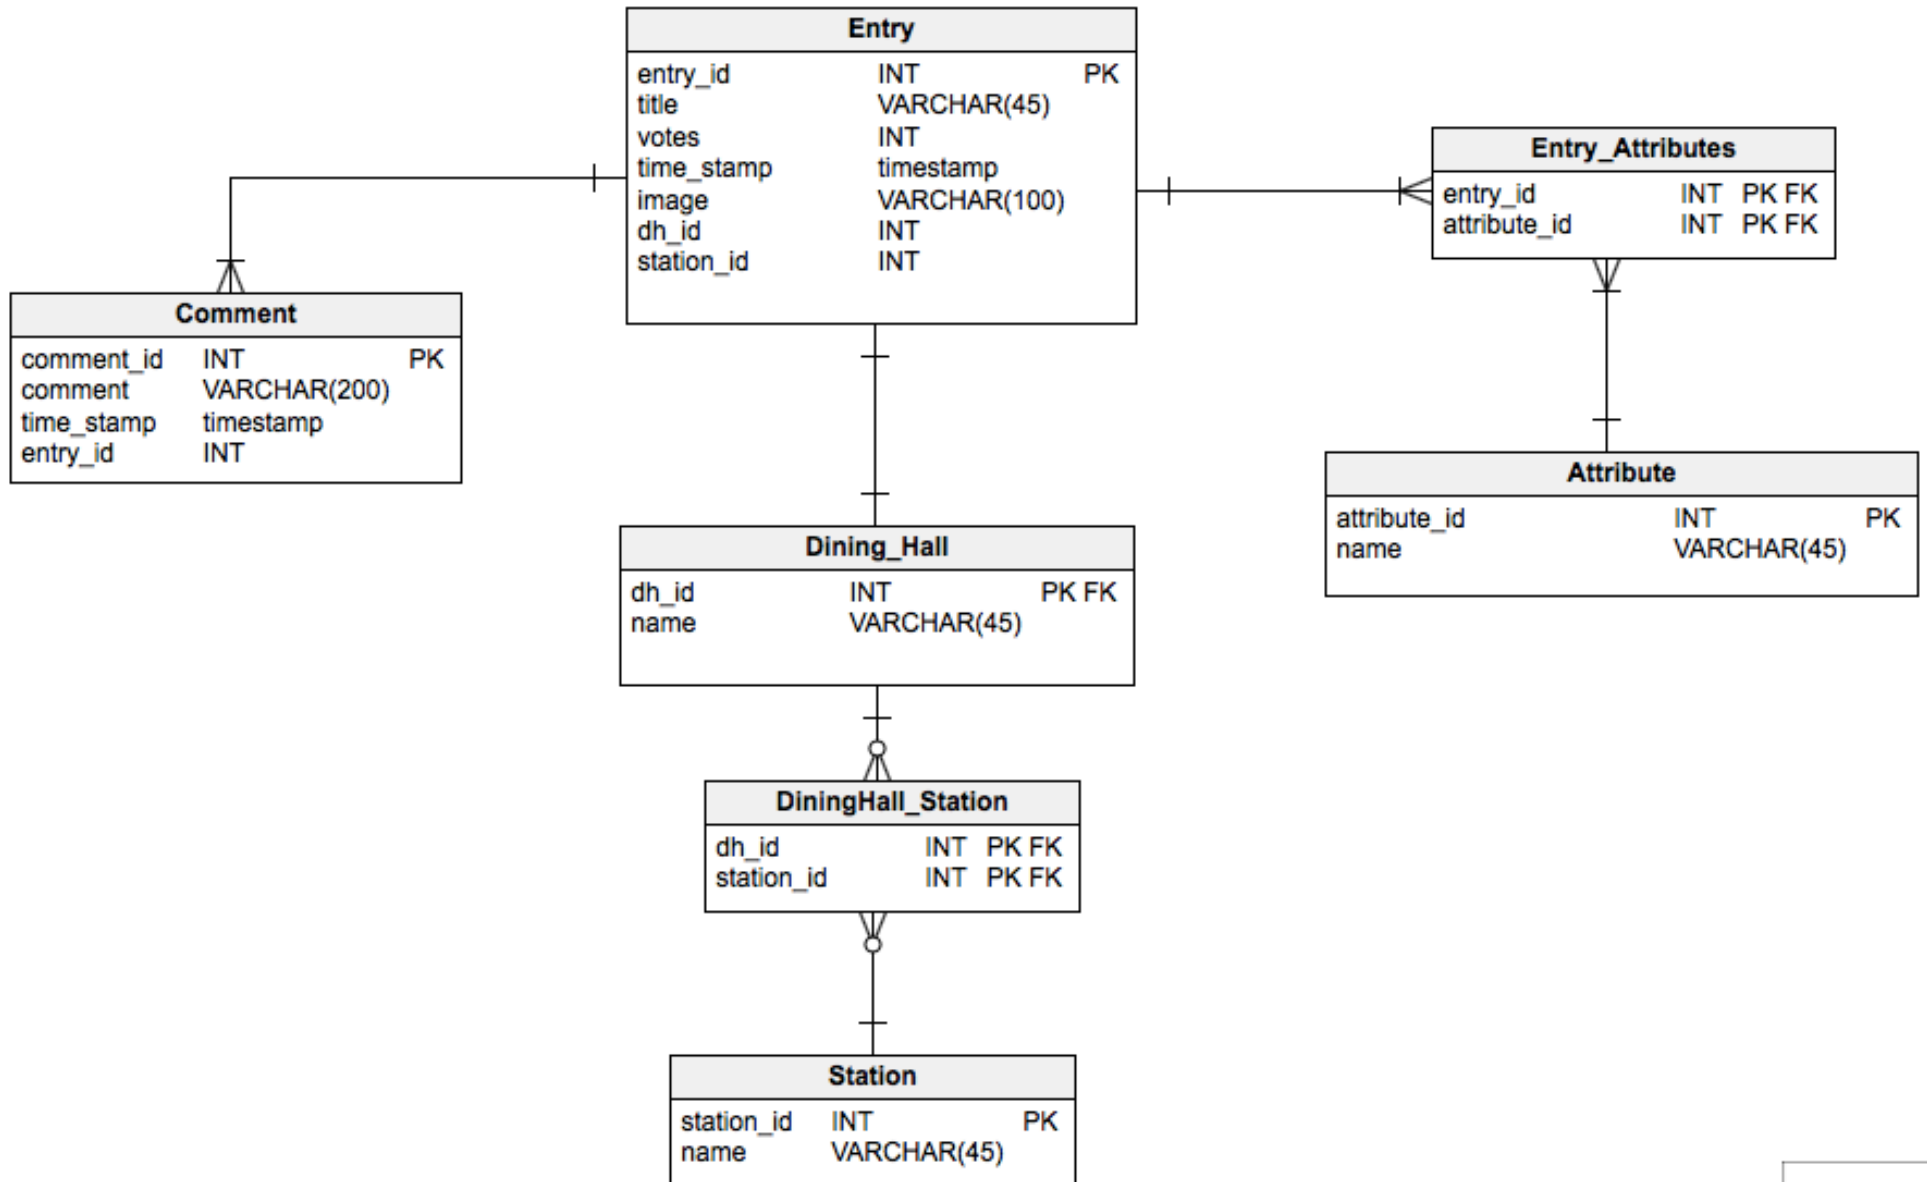 Entry
entry_id INT PK
title VARCHAR(45)
votes INT
time_stamp timestamp
image VARCHAR(100)
dh_id INT
station_id INT
Entry_Attributes
entry_id INT PK FK
attribute_id INT PK FK
Comment
comment_id INT PK
comment VARCHAR(200)
time_stamp timestamp
entry_id INT
Attribute
attribute_id INT PK
name VARCHAR(45)
Dining_Hall
dh_id INT PK FK
name VARCHAR(45)
DiningHall_Station
dh_id INT PK FK
station_id INT PK FK
Station
station_id INT PK
name VARCHAR(45)